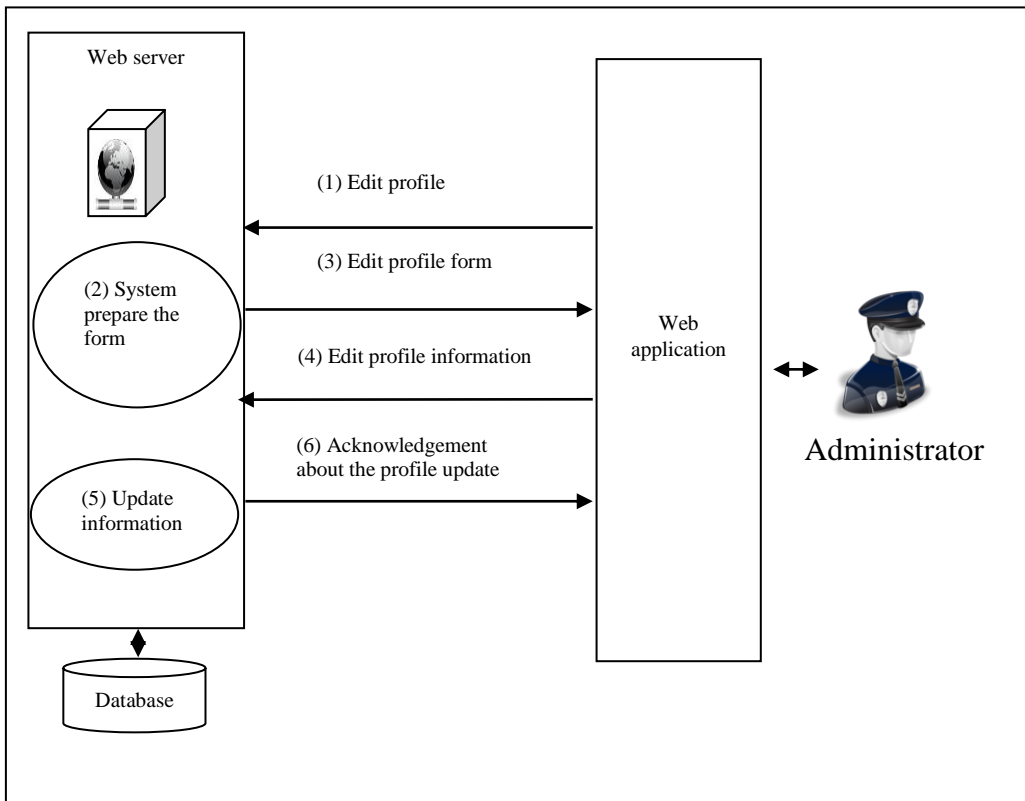 Web server
(1) Edit profile
(3) Edit profile form
(2) System
prepare the
form
Web
application
(4) Edit profile information
(6) Acknowledgement
about the profile update
Administrator
(5) Update
information
Database